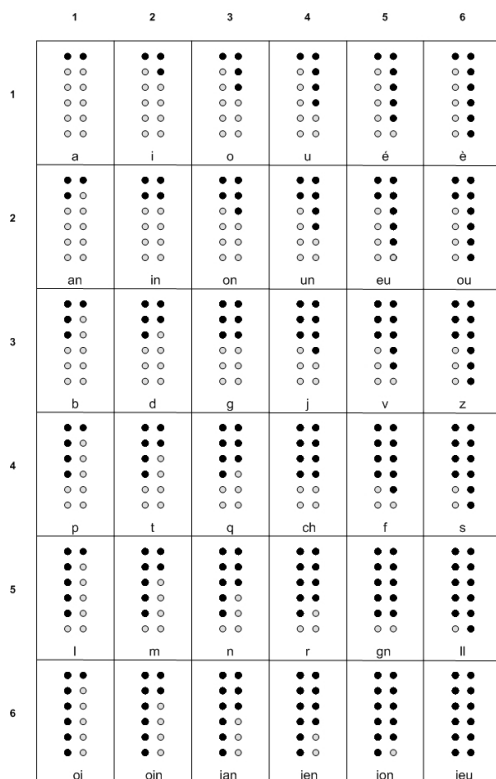 1 2 3 4 5 6
1
a i o u é è
2
an in on un eu ou
3
b d g j v z
4
p t q ch f s
5
l m n r gn ll
6
oi oin ian ien ion ieu